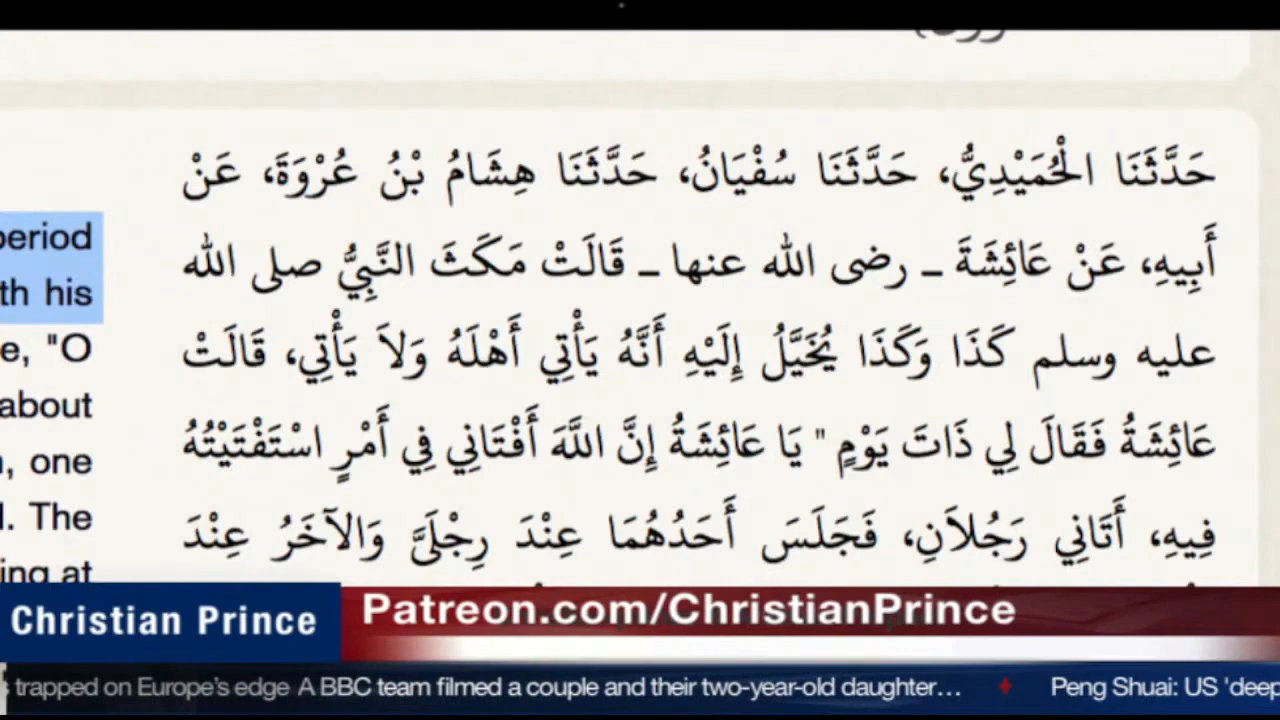 حَدَّثَنَا الْحُمَيْدِيُّ، حَدَّثَنَا سُفْيَانُ، حَدَّثَنَا هِشَامُ بْنُ عُرْوَةَ، عَنْ
أَبِيهِ، عَنْ عَائِشَةَ ـ رضى الله عنها ـ قَالَتْ مَكَثَ النَّبِيُّ صلى الله
عليه وسلم كَذَا وَكَذَا يُخَيَّلُ إِلَيْهِ أَنَّهُ يَأْتِي أَهْلَهُ وَلاَ يَأْتِي، قَالَتْ
عَائِشَةُ فَقَالَ لِي ذَاتَ يَوْمٍ " يَا عَائِشَةُ إِنَّ اللَّهَ أَفْتَانِي فِي أَمْرٍ اسْتَفْتَيْتُهُ
فِيهِ، أَتَانِي رَجُلاَنِ، فَجَلَسَ أَحَدُهُمَا عِنْدَ رِجْلَىَّ وَالآخَرُ عِنْدَ
period
th his
e, "O
about
, one
. The
ing at
Christian Prince
Patreon.com/ChristianPrince
trapped on Europe's edge A BBC team filmed a couple and their two-year-old daughter… Peng Shuai: US 'deep